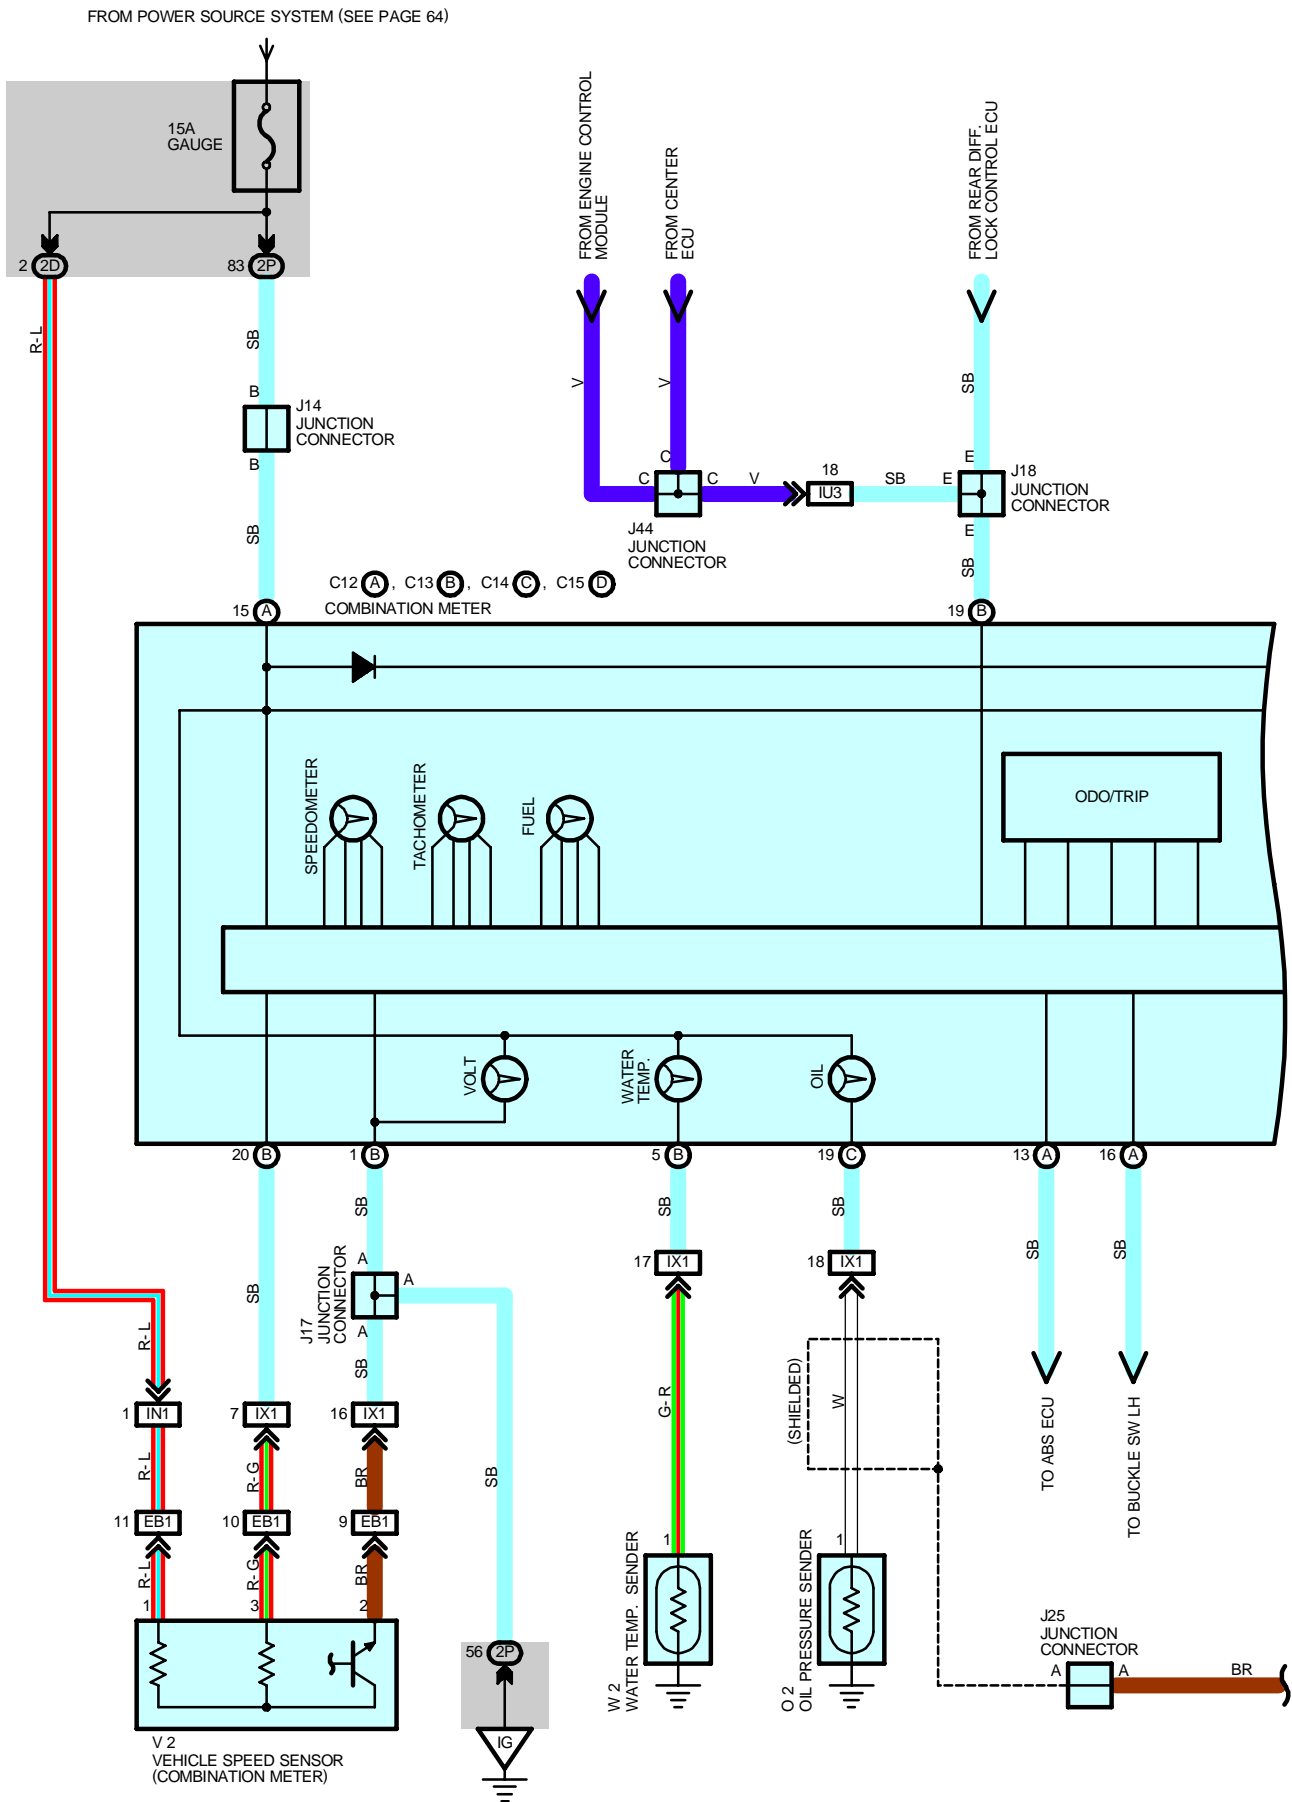 FROM POWER SOURCE SYSTEM (SEE PAGE 64)
15A
GAUGE
2 2D
83 2P
R-L
SB
B
J14
JUNCTION
CONNECTOR
B
SB
FROM ENGINE CONTROL
MODULE
FROM CENTER
ECU
FROM REAR DIFF.
LOCK CONTROL ECU
V
V
SB
C
C
C
V
18
IU3
SB
E
E
J18
JUNCTION
CONNECTOR
J44
JUNCTION
CONNECTOR
E
SB
C12 A , C13 B , C14 C , C15 D
COMBINATION METER
15 A
19 B
SPEEDOMETER
TACHOMETER
FUEL
ODO/TRIP
VOLT
WATER
TEMP.
OIL
20 B
1 B
5 B
19 C
13 A
16 A
SB
SB
SB
SB
SB
SB
A
J17
JUNCTION
CONNECTOR
A
A
SB
17 IX1
18 IX1
R-L
1 IN1
7 IX1
16 IX1
R-L
R-G
BR
SB
G-R
W
(SHIELDED)
TO ABS ECU
TO BUCKLE SW LH
11 EB1
10 EB1
9 EB1
R-L
R-G
BR
1
3
2
1
1
V 2
VEHICLE SPEED SENSOR
(COMBINATION METER)
56 2P
IG
W 2
WATER TEMP. SENDER
O 2
OIL PRESSURE SENDER
J25
JUNCTION
CONNECTOR
A
A
BR